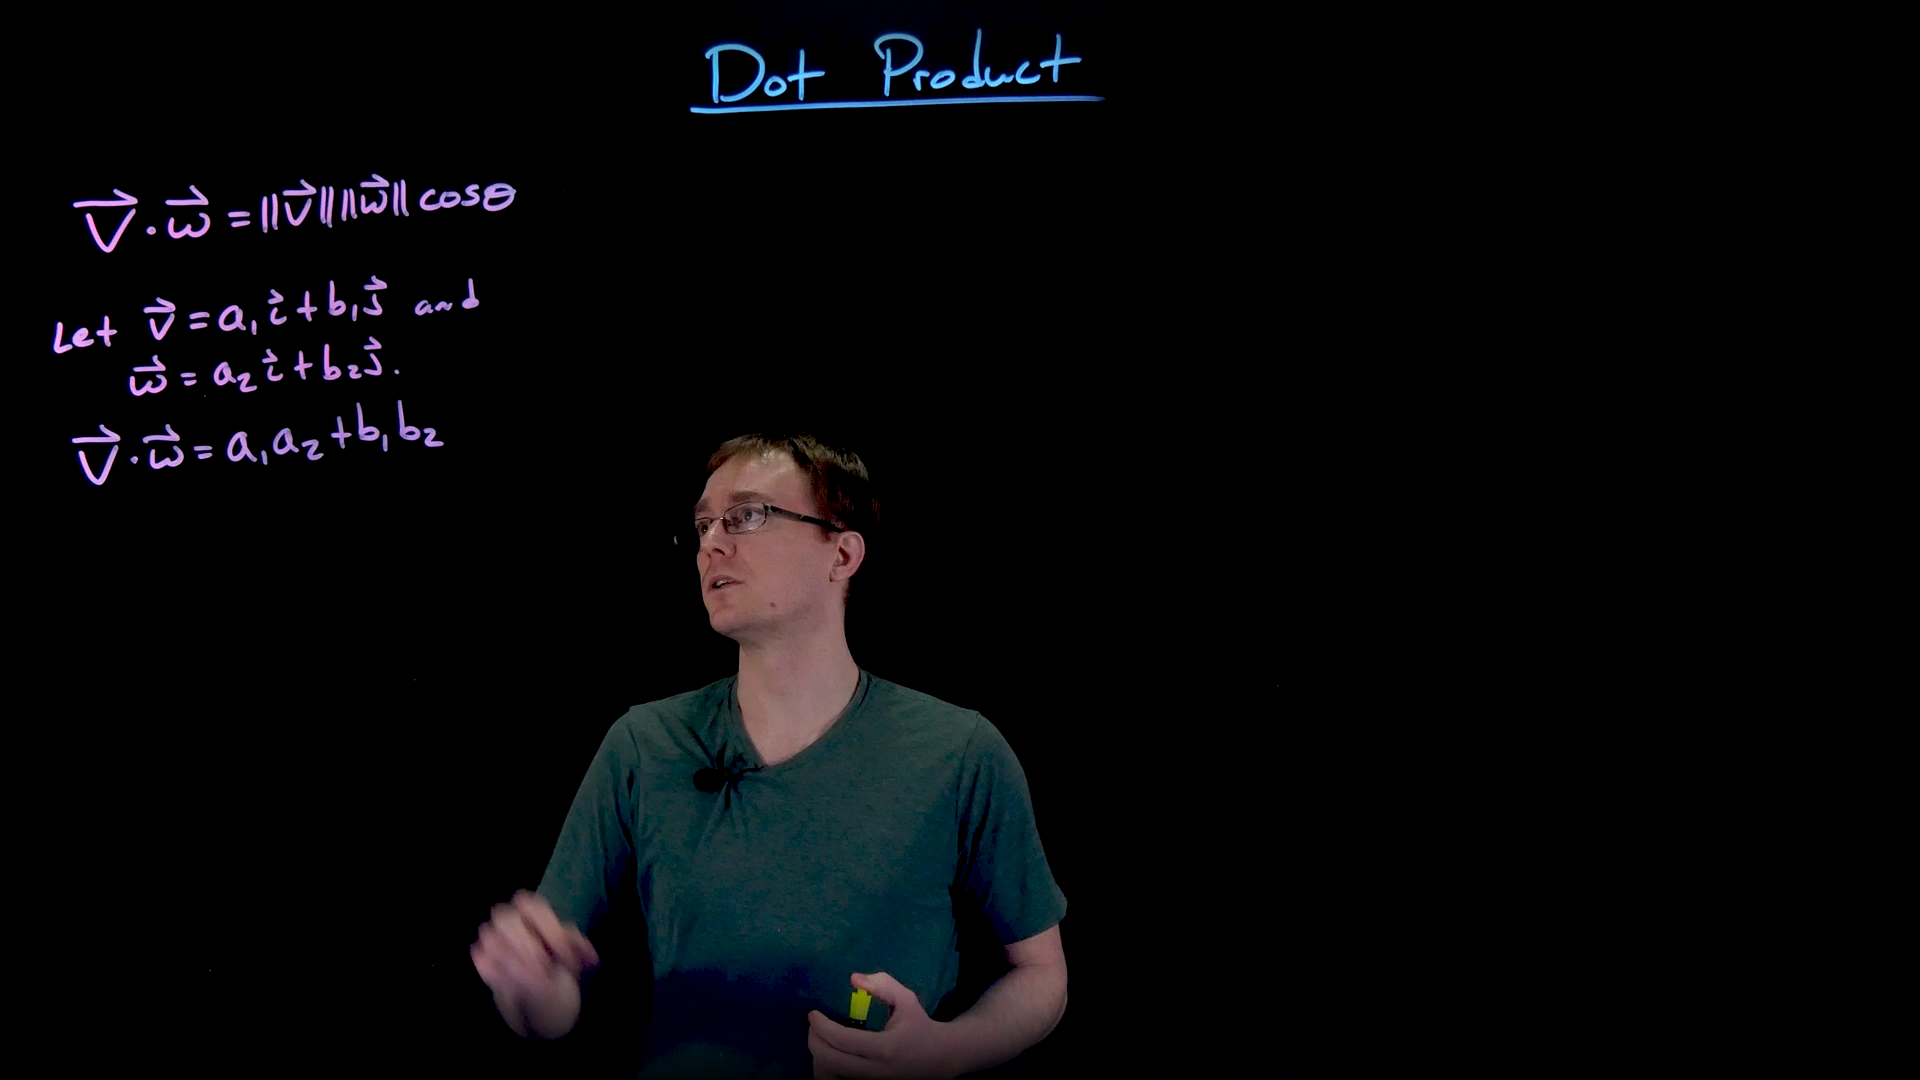 Dot Product
v⃗ · w⃗ = ||v⃗|| ||w⃗|| cosθ
Let v⃗ = a₁i⃗ + b₁j⃗ and
w⃗ = a₂i⃗ + b₂j⃗.
v⃗ · w⃗ = a₁a₂ + b₁b₂